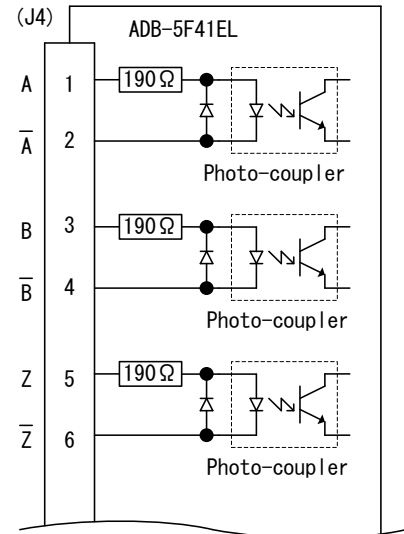 (J4)
ADB-5F41EL
A 1 190Ω
A̅ 2
Photo-coupler
B 3 190Ω
B̅ 4
Photo-coupler
Z 5 190Ω
Z̅ 6
Photo-coupler